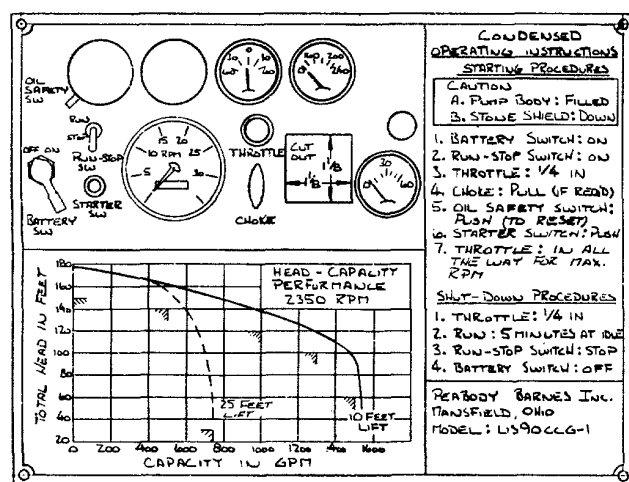 OIL
SAFETY
SW
RUN
STOP
RUN-STOP
SW
OFF ON
STARTER
SW
BATTERY
SW
5 10 15 20 25 30
RPM
THROTTLE
CHOKE
CUT
OUT
1 1/8
1 1/8
0 30 60
CONDENSED
OPERATING INSTRUCTIONS
STARTING PROCEDURES
CAUTION
A. PUMP BODY: FILLED
B. STONE SHIELD: DOWN
1. BATTERY SWITCH: ON
2. RUN-STOP SWITCH: ON
3. THROTTLE: 1/4 IN
4. CHOKE: PULL (IF REQ'D)
5. OIL SAFETY SWITCH:
PUSH (TO RESET)
6. STARTER SWITCH: PUSH
7. THROTTLE: IN ALL
THE WAY FOR MAX.
RPM
SHUT-DOWN PROCEDURES
1. THROTTLE: 1/4 IN
2. RUN: 5 MINUTES AT IDLE
3. RUN-STOP SWITCH: STOP
4. BATTERY SWITCH: OFF
PEABODY BARNES INC.
MANSFIELD, OHIO
HEAD - CAPACITY
PERFORMANCE
2350 RPM
TOTAL HEAD IN FEET
180
160
140
120
100
80
60
40
20
25 FEET
LIFT
10 FEET
LIFT
0 200 400 600 800 1000 1200 1400 1600
CAPACITY IN GPM